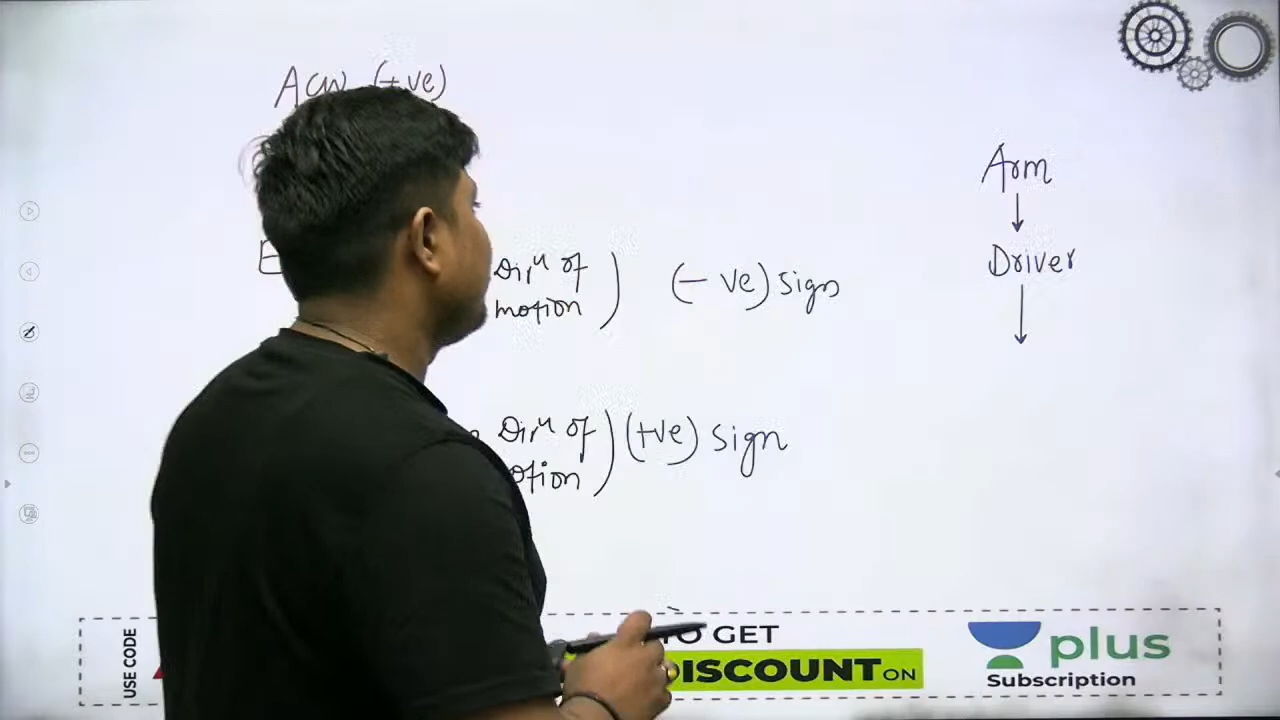 ACW (+ve)
Dirⁿ of
motion) (-ve) sign
Dirⁿ of
otion) (+ve) sign
Arm
↓
Driver
↓
USE CODE
TO GET
DISCOUNT ON
plus
Subscription